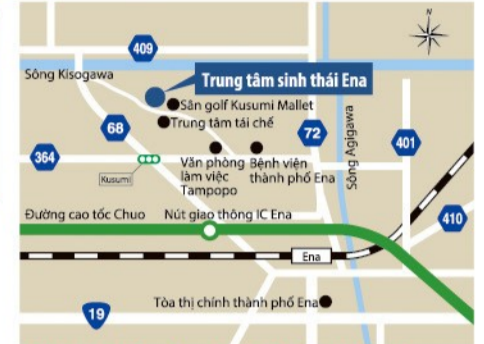 N
409
Sông Kisogawa
Trung tâm sinh thái Ena
Sân golf Kusumi Mallet
Trung tâm tái chế
68
72
401
364
Kusumi
Văn phòng
làm việc
Tampopo
Bệnh viện
thành phố Ena
Sông Agigawa
Đường cao tốc Chuo
Nút giao thông IC Ena
410
Ena
Tòa thị chính thành phố Ena
19